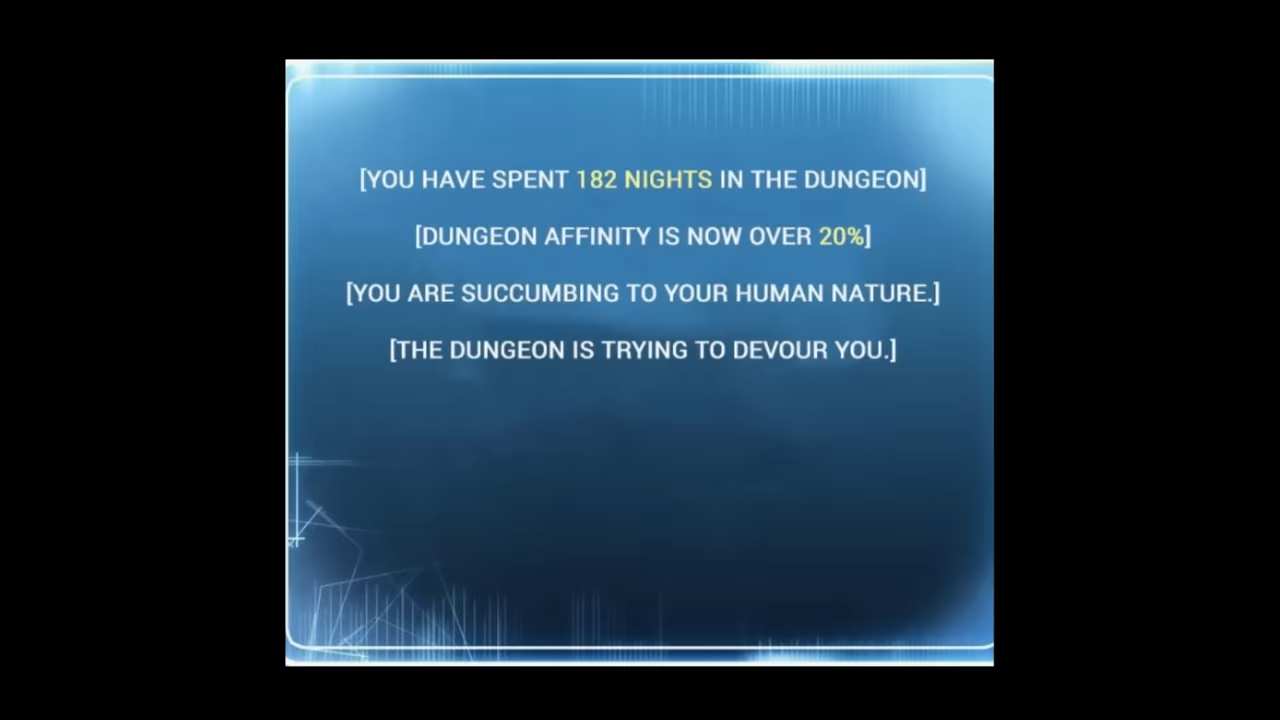 [YOU HAVE SPENT 182 NIGHTS IN THE DUNGEON]
[DUNGEON AFFINITY IS NOW OVER 20%]
[YOU ARE SUCCUMBING TO YOUR HUMAN NATURE.]
[THE DUNGEON IS TRYING TO DEVOUR YOU.]